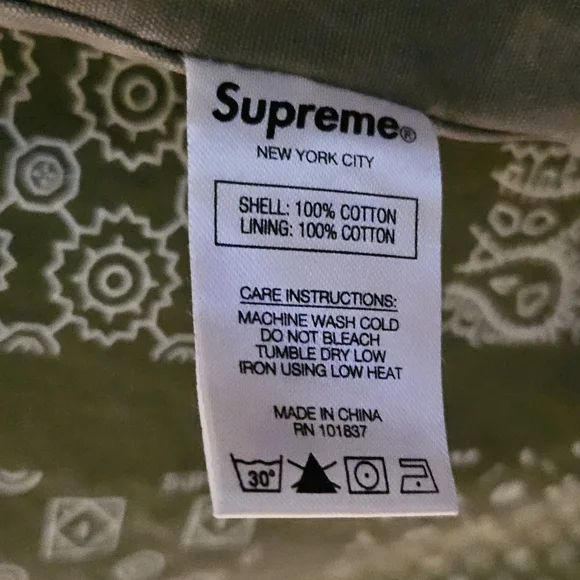 Supreme®
NEW YORK CITY
SHELL: 100% COTTON
LINING: 100% COTTON
CARE INSTRUCTIONS:
MACHINE WASH COLD
DO NOT BLEACH
TUMBLE DRY LOW
IRON USING LOW HEAT
MADE IN CHINA
RN 101837
30°